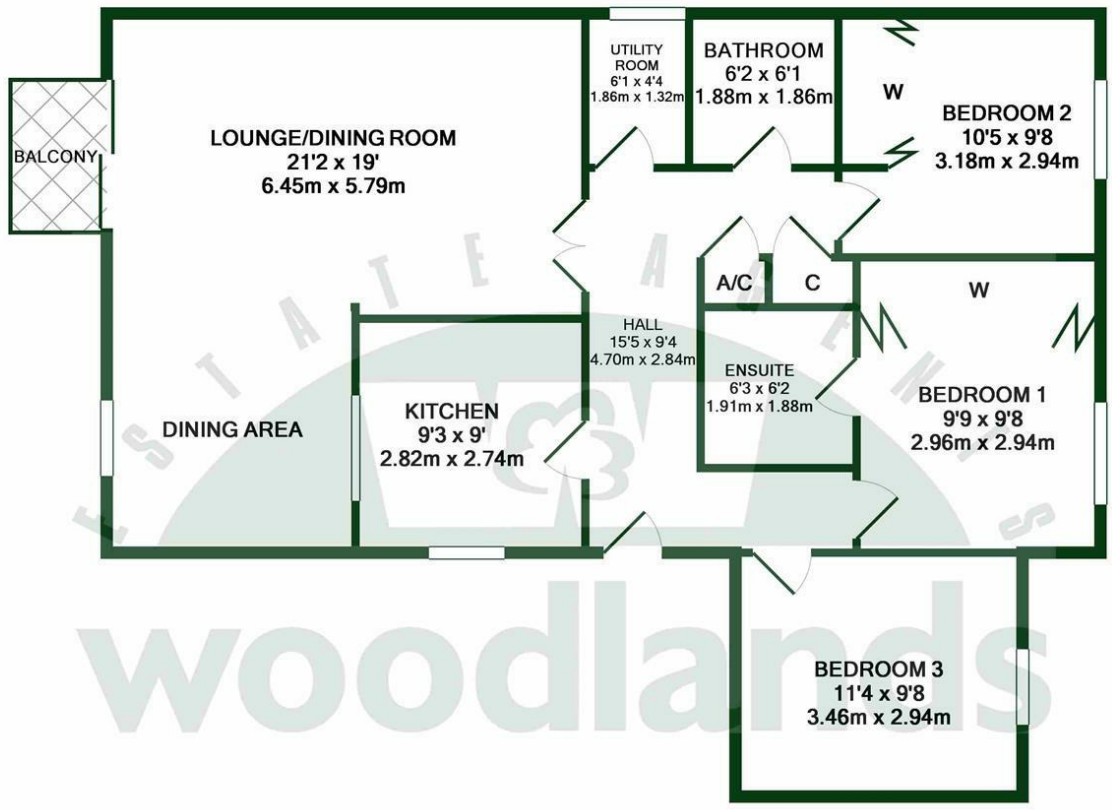 UTILITY
ROOM
6'1 x 4'4
1.86m x 1.32m
BATHROOM
6'2 x 6'1
1.88m x 1.86m
W
BEDROOM 2
10'5 x 9'8
3.18m x 2.94m
LOUNGE/DINING ROOM
21'2 x 19'
6.45m x 5.79m
BALCONY
A/C
C
W
HALL
15'5 x 9'4
4.70m x 2.84m
ENSUITE
6'3 x 6'2
1.91m x 1.88m
BEDROOM 1
9'9 x 9'8
2.96m x 2.94m
KITCHEN
9'3 x 9'
2.82m x 2.74m
DINING AREA
ESTATE AGENTS
woodlands
BEDROOM 3
11'4 x 9'8
3.46m x 2.94m